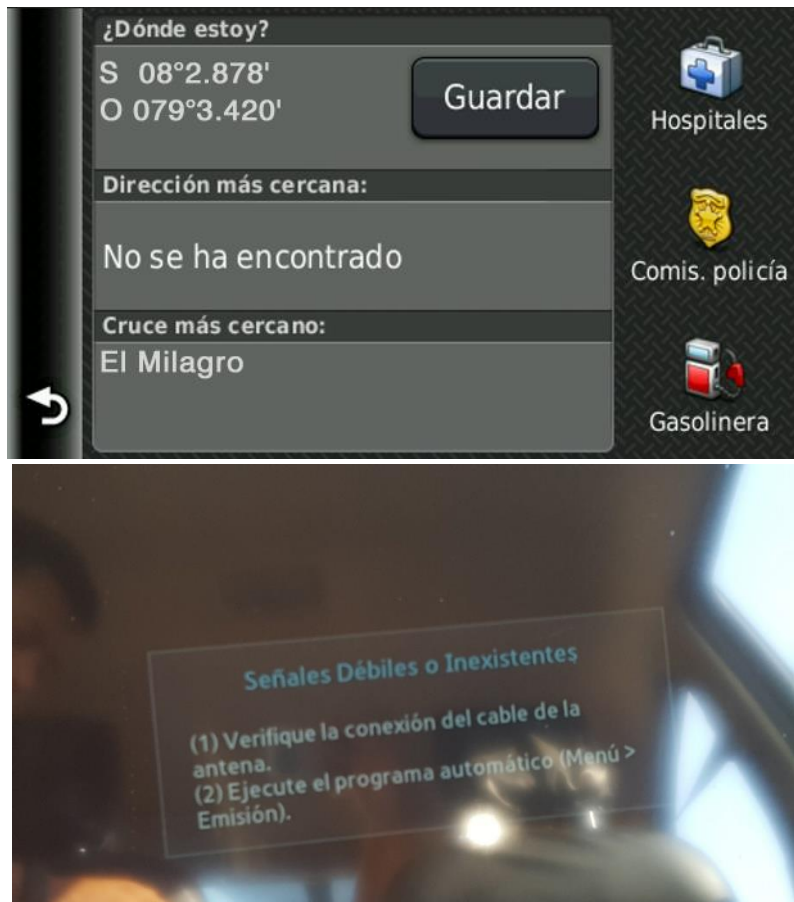 ¿Dónde estoy?
S 08°2.878'
O 079°3.420'
Guardar
Dirección más cercana:
No se ha encontrado
Cruce más cercano:
El Milagro
Hospitales
Comis. policía
Gasolinera
Señales Débiles o Inexistentes
(1) Verifique la conexión del cable de la
antena.
(2) Ejecute el programa automático (Menú >
Emisión).